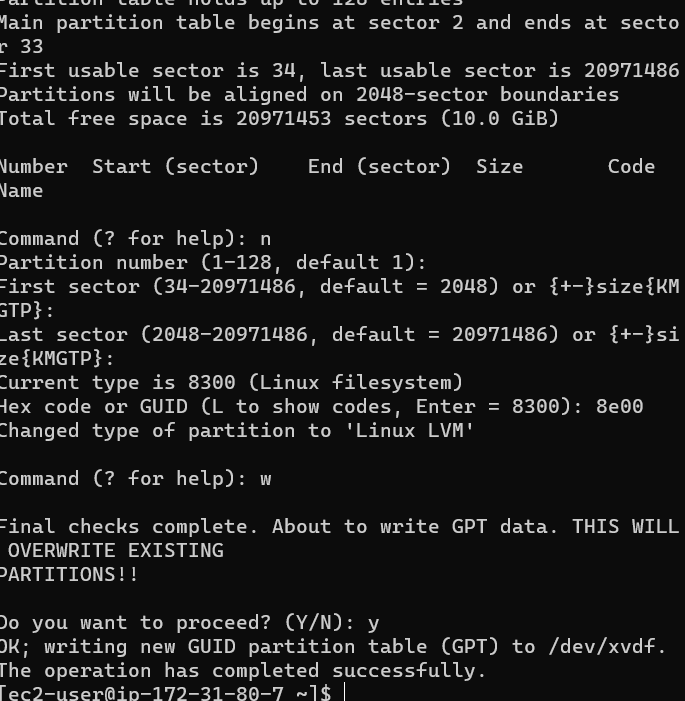 Partition table holds up to 128 entries
Main partition table begins at sector 2 and ends at secto
r 33
First usable sector is 34, last usable sector is 20971486
Partitions will be aligned on 2048-sector boundaries
Total free space is 20971453 sectors (10.0 GiB)
Number  Start (sector)    End (sector)  Size       Code
Name
Command (? for help): n
Partition number (1-128, default 1):
First sector (34-20971486, default = 2048) or {+-}size{KM
GTP}:
Last sector (2048-20971486, default = 20971486) or {+-}si
ze{KMGTP}:
Current type is 8300 (Linux filesystem)
Hex code or GUID (L to show codes, Enter = 8300): 8e00
Changed type of partition to 'Linux LVM'
Command (? for help): w
Final checks complete. About to write GPT data. THIS WILL
 OVERWRITE EXISTING
PARTITIONS!!
Do you want to proceed? (Y/N): y
OK; writing new GUID partition table (GPT) to /dev/xvdf.
The operation has completed successfully.
[ec2-user@ip-172-31-80-7 ~]$